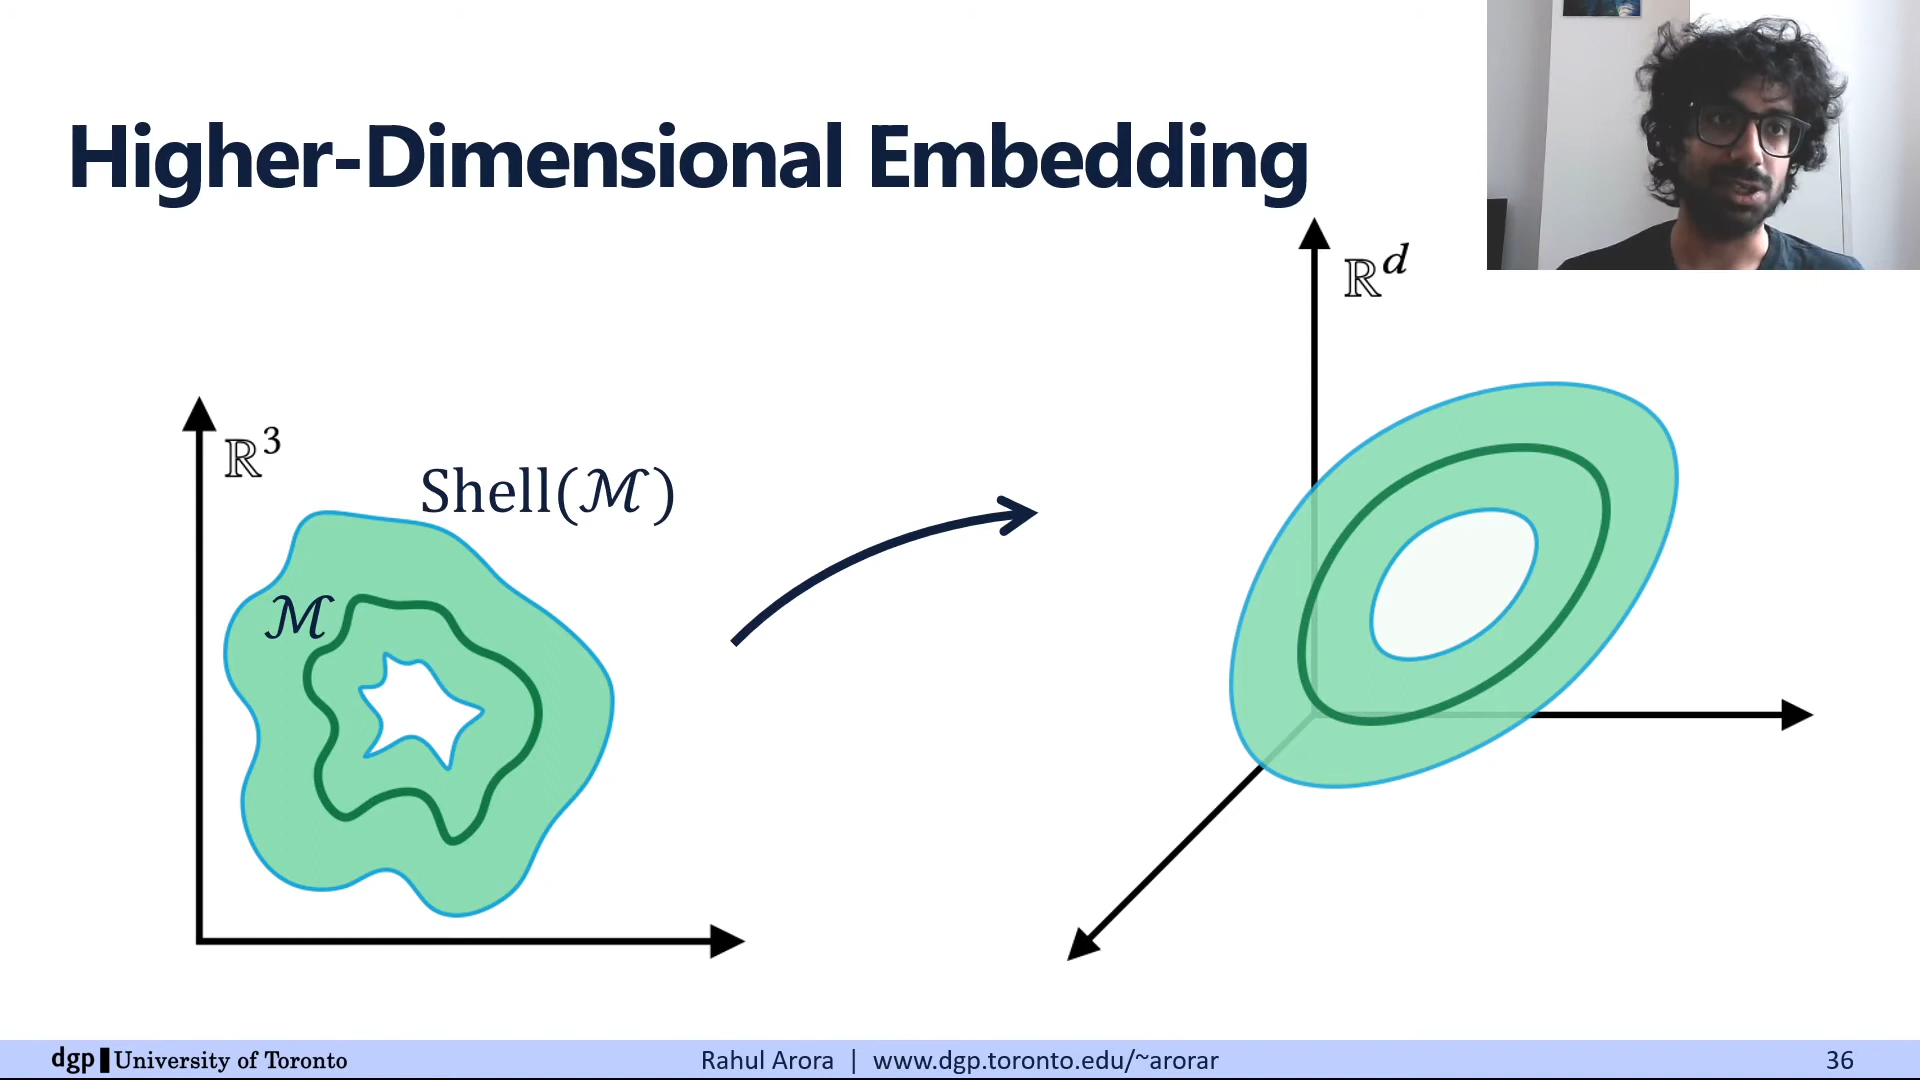 Higher-Dimensional Embedding
ℝ^d
ℝ^3
Shell(ℳ)
ℳ
dgp University of Toronto
Rahul Arora | www.dgp.toronto.edu/~arorar
36